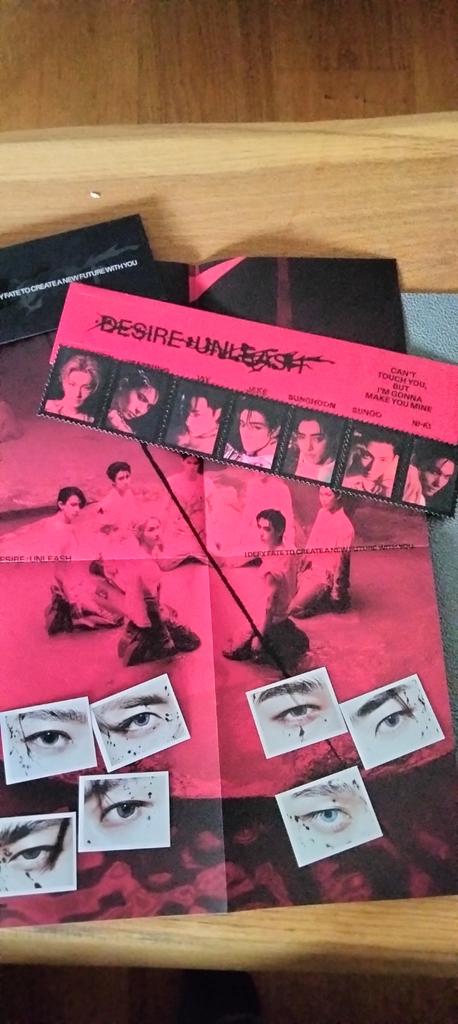 Y FATE TO CREATE A NEW FUTURE WITH YOU
DESIRE : UNLEASH
CAN'T
TOUCH YOU,
BUT
I'M GONNA
MAKE YOU MINE
JAY
JAKE
SUNGHOON
SUNOO
NI-KI
DESIRE : UNLEASH
I DEFY FATE TO CREATE A NEW FUTURE WITH YOU